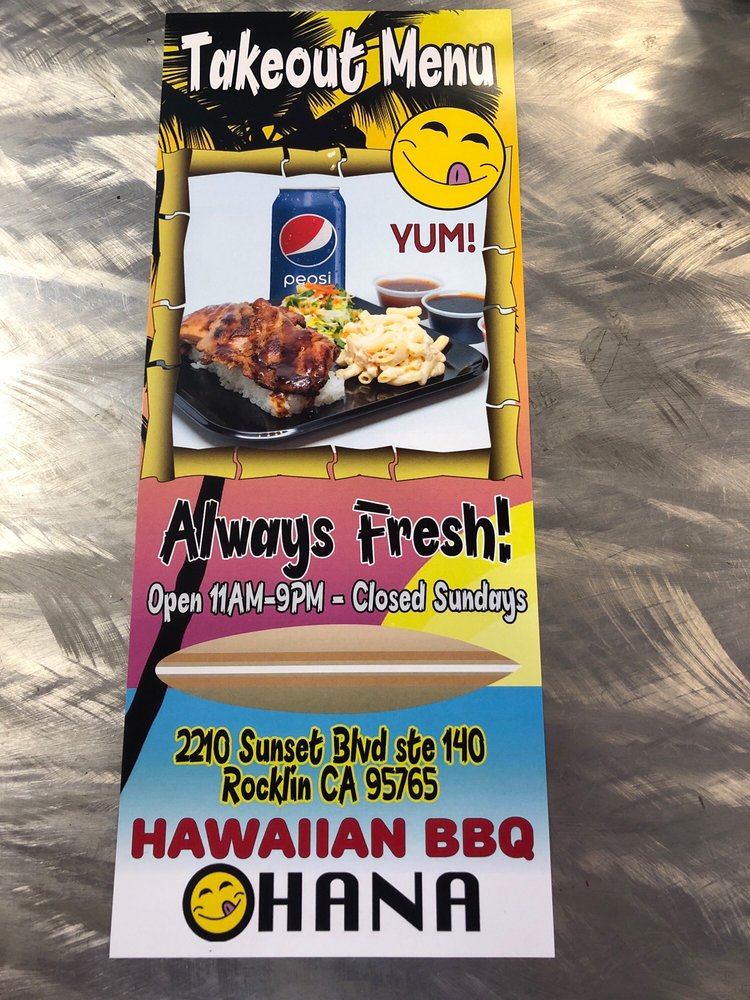 Takeout Menu
YUM!
pepsi
Always Fresh!
Open 11AM-9PM - Closed Sundays
2210 Sunset Blvd ste 140
Rocklin CA 95765
HAWAIIAN BBQ
OHANA